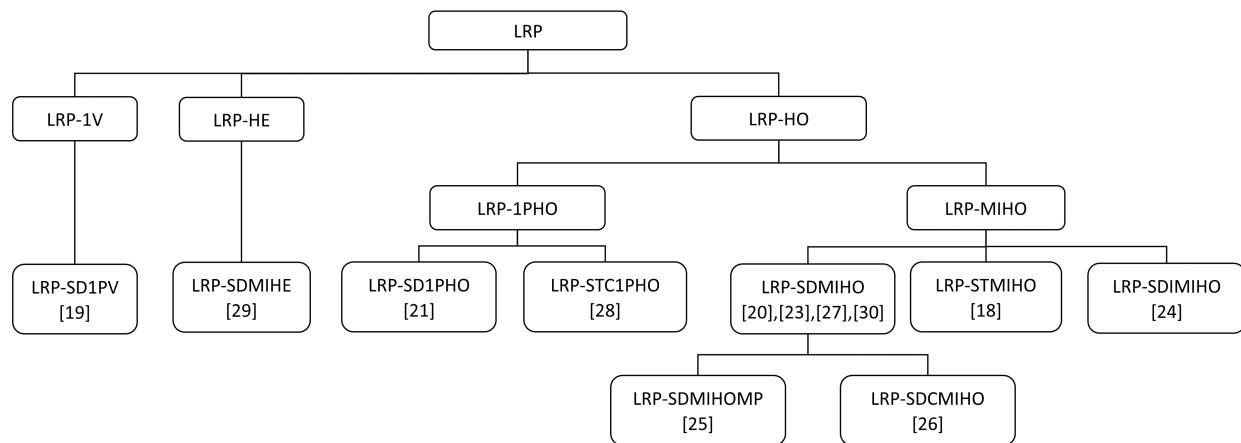 LRP
LRP-1V
LRP-HE
LRP-HO
LRP-1PHO
LRP-MIHO
LRP-SD1PV
[19]
LRP-SDMIHE
[29]
LRP-SD1PHO
[21]
LRP-STC1PHO
[28]
LRP-SDMIHO
[20],[23],[27],[30]
LRP-STMIHO
[18]
LRP-SDIMIHO
[24]
LRP-SDMIHOMP
[25]
LRP-SDCMIHO
[26]